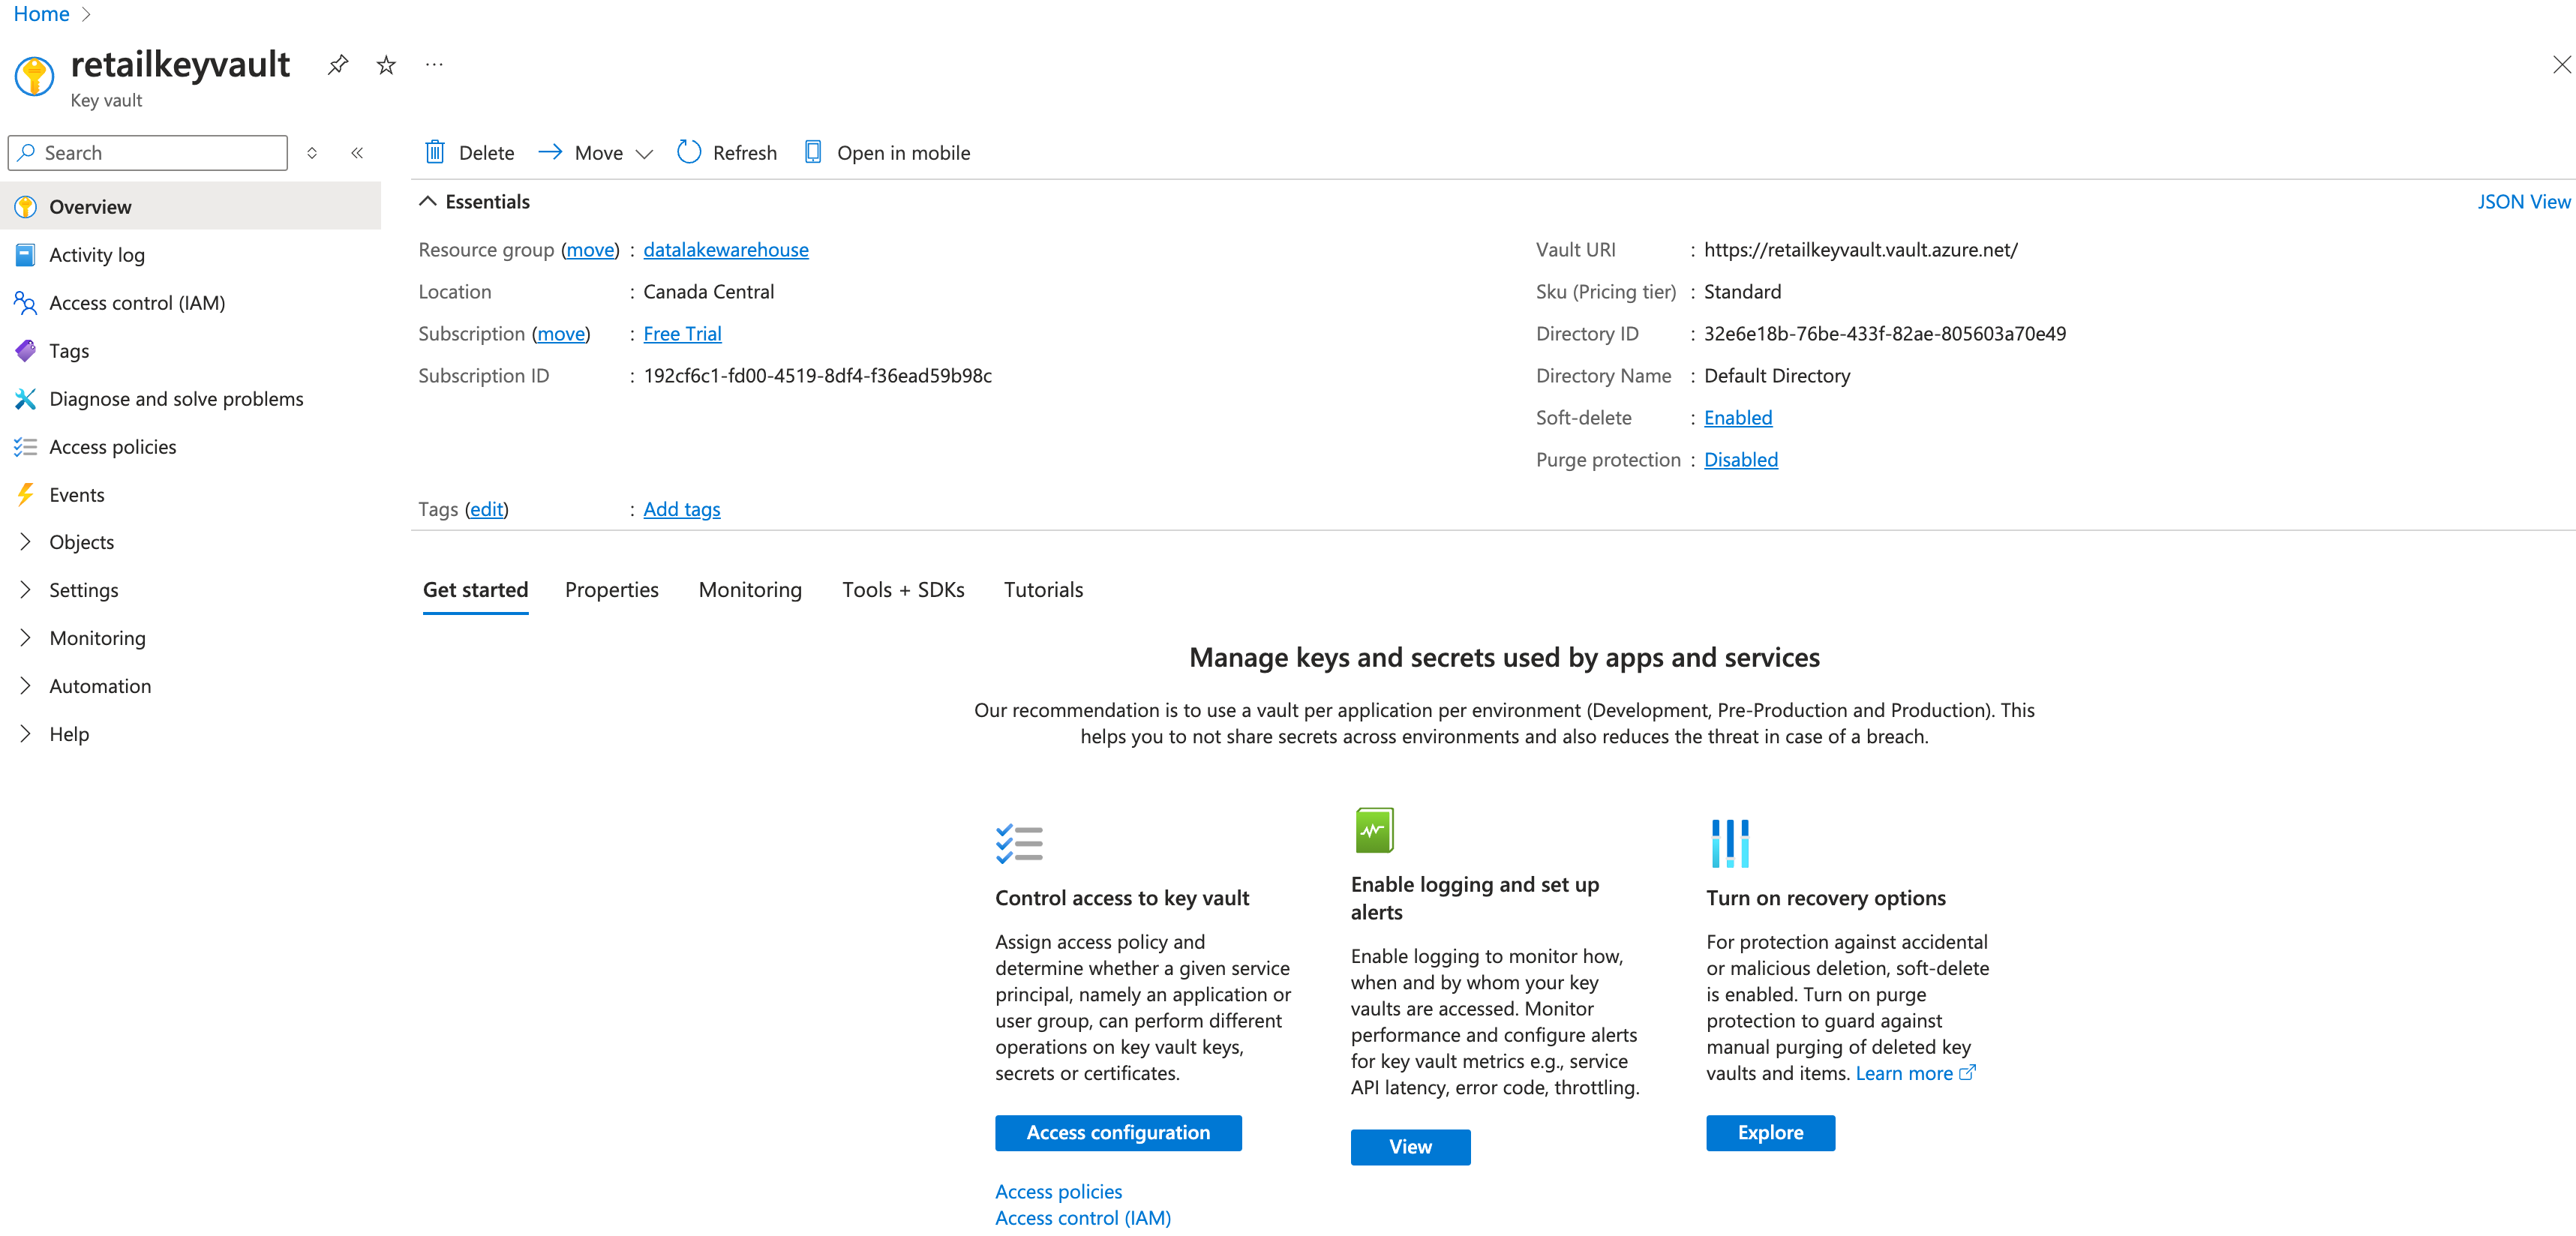 Home
retailkeyvault
Key vault
Search
Delete Move Refresh Open in mobile
Overview
Activity log
Access control (IAM)
Tags
Diagnose and solve problems
Access policies
Events
Objects
Settings
Monitoring
Automation
Help
Essentials
JSON View
Resource group (move) : datalakewarehouse
Location : Canada Central
Subscription (move) : Free Trial
Subscription ID : 192cf6c1-fd00-4519-8df4-f36ead59b98c
Vault URI : https://retailkeyvault.vault.azure.net/
Sku (Pricing tier) : Standard
Directory ID : 32e6e18b-76be-433f-82ae-805603a70e49
Directory Name : Default Directory
Soft-delete : Enabled
Purge protection : Disabled
Tags (edit) : Add tags
Get started Properties Monitoring Tools + SDKs Tutorials
Manage keys and secrets used by apps and services
Our recommendation is to use a vault per application per environment (Development, Pre-Production and Production). This
helps you to not share secrets across environments and also reduces the threat in case of a breach.
Control access to key vault
Assign access policy and
determine whether a given service
principal, namely an application or
user group, can perform different
operations on key vault keys,
secrets or certificates.
Access configuration
Access policies
Access control (IAM)
Enable logging and set up
alerts
Enable logging to monitor how,
when and by whom your key
vaults are accessed. Monitor
performance and configure alerts
for key vault metrics e.g., service
API latency, error code, throttling.
View
Turn on recovery options
For protection against accidental
or malicious deletion, soft-delete
is enabled. Turn on purge
protection to guard against
manual purging of deleted key
vaults and items. Learn more
Explore